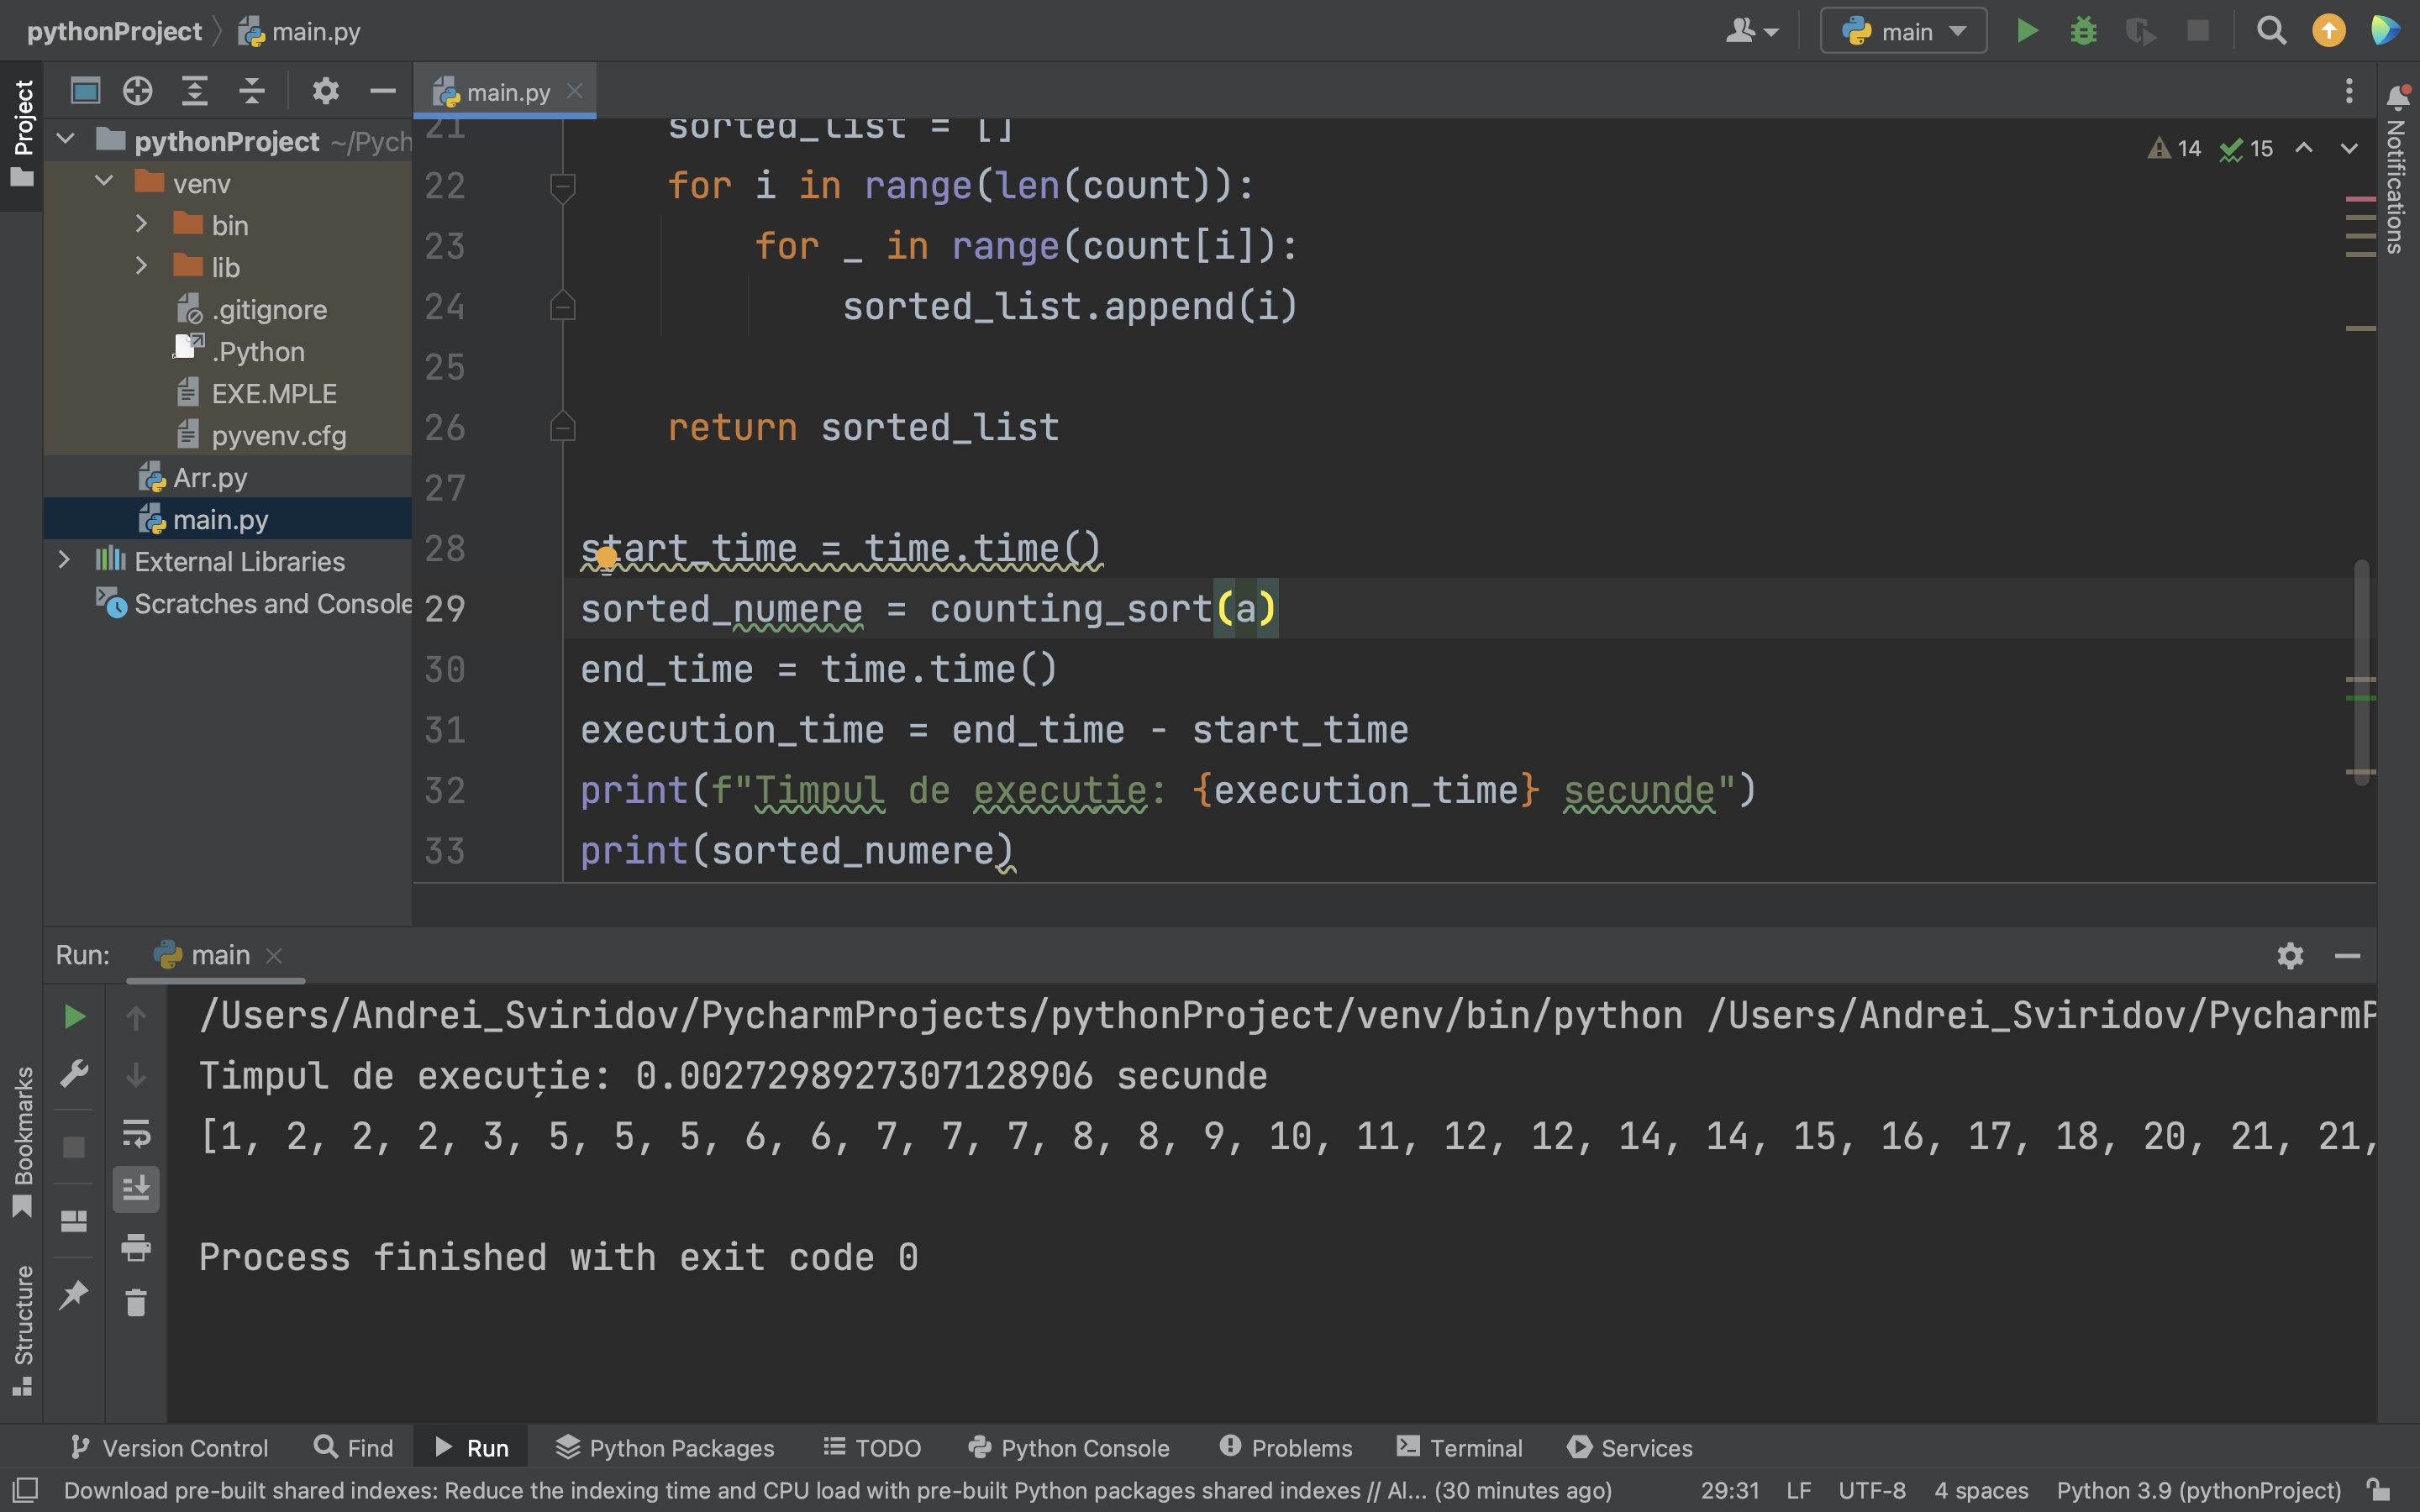 pythonProject main.py
main
Project
main.py
pythonProject ~/Pych
venv
bin
lib
.gitignore
.Python
EXE.MPLE
pyvenv.cfg
Arr.py
main.py
External Libraries
Scratches and Console
14 15
21 sorted_list = []
22 for i in range(len(count)):
23 for _ in range(count[i]):
24 sorted_list.append(i)
25
26 return sorted_list
27
28 start_time = time.time()
29 sorted_numere = counting_sort(a)
30 end_time = time.time()
31 execution_time = end_time - start_time
32 print(f"Timpul de execuție: {execution_time} secunde")
33 print(sorted_numere)
Notifications
Run: main
/Users/Andrei_Sviridov/PycharmProjects/pythonProject/venv/bin/python /Users/Andrei_Sviridov/PycharmP
Timpul de execuție: 0.0027298927307128906 secunde
[1, 2, 2, 2, 3, 5, 5, 5, 6, 6, 7, 7, 7, 8, 8, 9, 10, 11, 12, 12, 14, 14, 15, 16, 17, 18, 20, 21, 21,
Process finished with exit code 0
Bookmarks
Structure
Version Control Find Run Python Packages TODO Python Console Problems Terminal Services
Download pre-built shared indexes: Reduce the indexing time and CPU load with pre-built Python packages shared indexes // Al... (30 minutes ago) 29:31 LF UTF-8 4 spaces Python 3.9 (pythonProject)